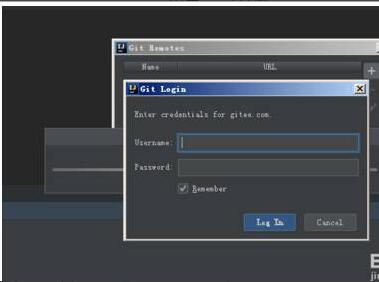 Git Remotes
Name URL
Git Login
Enter credentials for gitee.com.
Username:
Password:
Remember
Log In Cancel